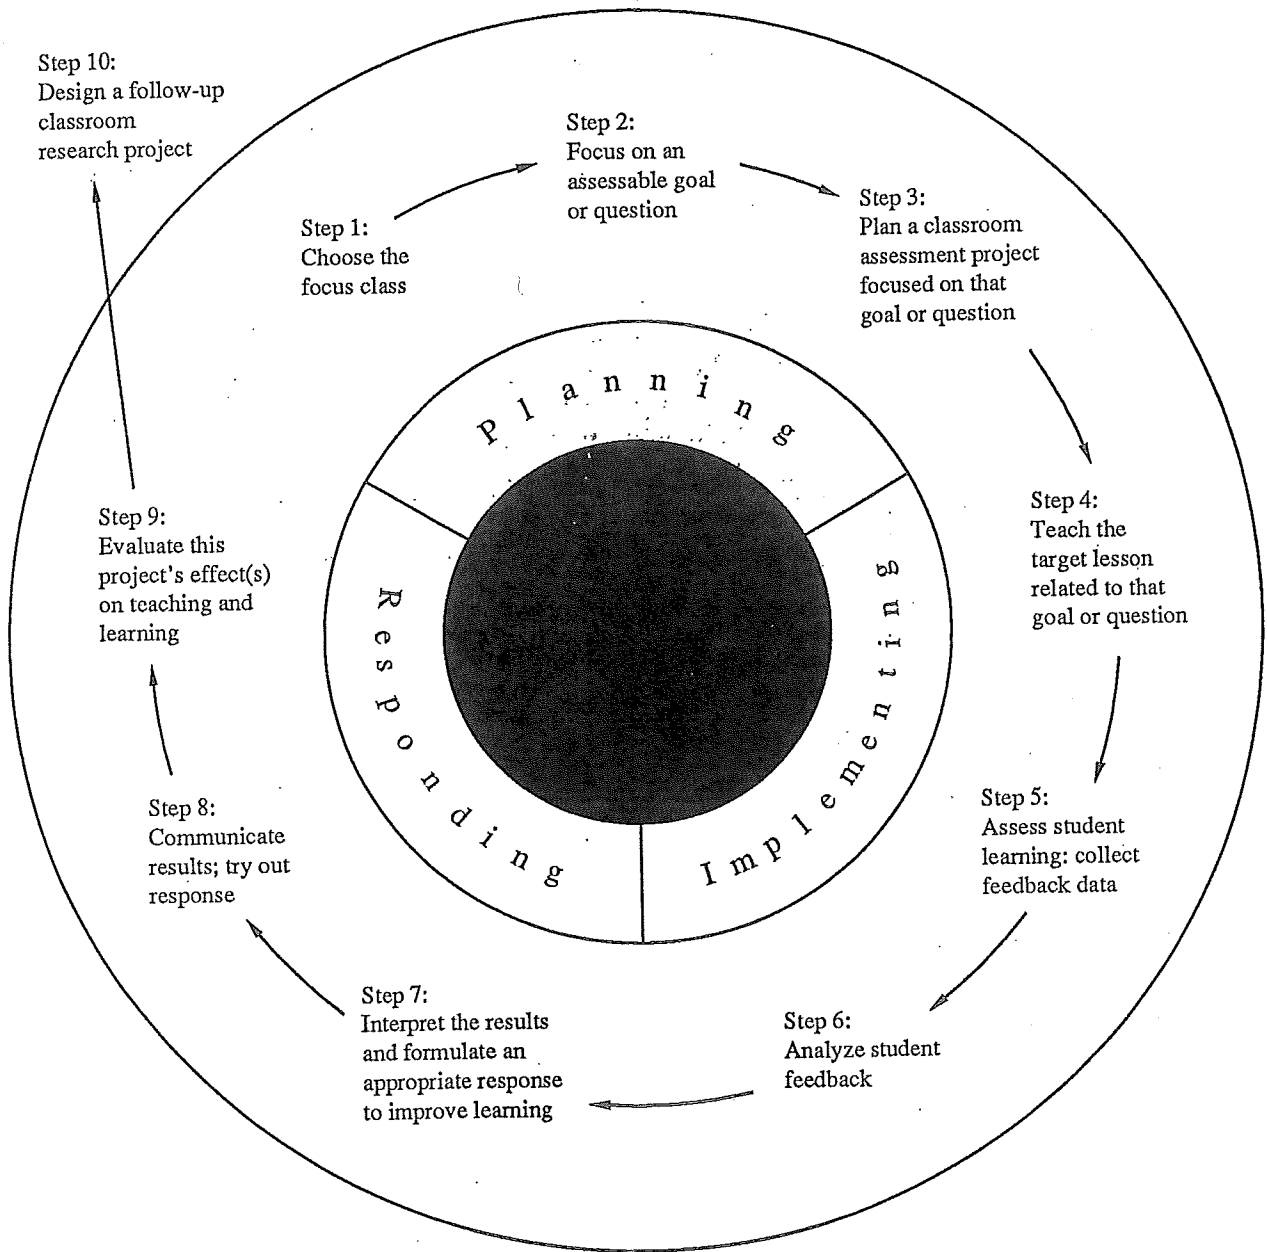 Step 10:
Design a follow-up
classroom
research project
Step 1:
Choose the
focus class
Step 2:
Focus on an
assessable goal
or question
Step 3:
Plan a classroom
assessment project
focused on that
goal or question
Step 4:
Teach the
target lesson
related to that
goal or question
Step 5:
Assess student
learning: collect
feedback data
Step 6:
Analyze student
feedback
Step 7:
Interpret the results
and formulate an
appropriate response
to improve learning
Step 8:
Communicate
results; try out
response
Step 9:
Evaluate this
project's effect(s)
on teaching and
learning
Planning
Implementing
Responding